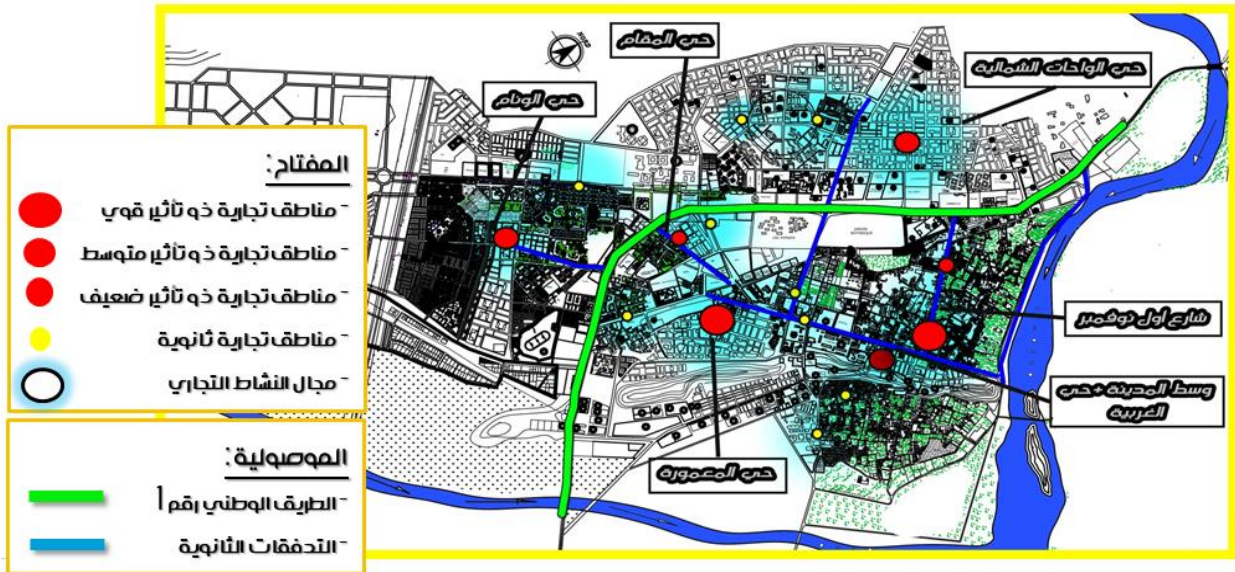 حي المقام
حي الواحات الشمالية
حي الوئام
المفتاح:
- مناطق تجارية ذو تأثير قوي
- مناطق تجارية ذو تأثير متوسط
- مناطق تجارية ذو تأثير ضعيف
- مناطق تجارية ثانوية
- مجال النشاط التجاري
شارع أول نوفمبر
وسط المدينة + حي
الغربية
حي المعمورة
الموصولية:
- الطريق الوطني رقم 1
- التدفقات الثانوية